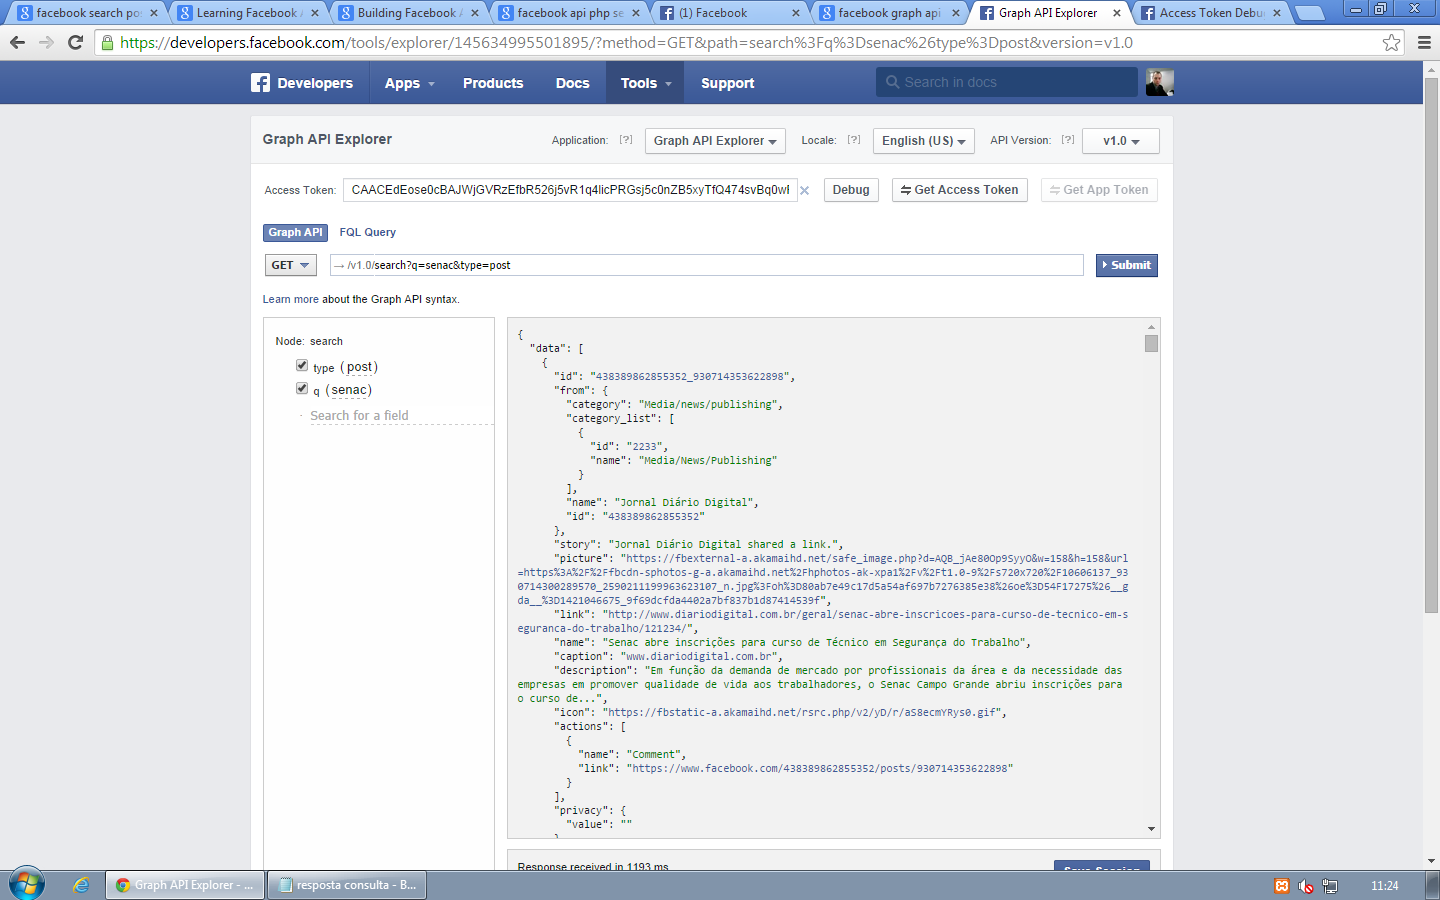 facebook search pos
Learning Facebook A
Building Facebook A
facebook api php se
(1) Facebook
facebook graph api
Graph API Explorer
Access Token Debu
https://developers.facebook.com/tools/explorer/145634995501895/?method=GET&path=search%3Fq%3Dsenac%26type%3Dpost&version=v1.0
Developers Apps Products Docs Tools Support Search in docs
Graph API Explorer Application: [?] Graph API Explorer Locale: [?] English (US) API Version: [?] v1.0
Access Token: CAACEdEose0cBAJWjGVRzEfbR526j5vR1q4licPRGsj5c0nZB5xyTfQ474svBq0wl Debug Get Access Token Get App Token
Graph API FQL Query
GET → /v1.0/search?q=senac&type=post Submit
Learn more about the Graph API syntax.
Node: search
type (post)
q (senac)
Search for a field
{
"data": [
{
"id": "438389862855352_930714353622898",
"from": {
"category": "Media/news/publishing",
"category_list": [
{
"id": "2233",
"name": "Media/News/Publishing"
}
],
"name": "Jornal Diário Digital",
"id": "438389862855352"
},
"story": "Jornal Diário Digital shared a link.",
"picture": "https://fbexternal-a.akamaihd.net/safe_image.php?d=AQB_jAe80Op9SyyO&w=158&h=158&url
=https%3A%2F%2Ffbcdn-sphotos-g-a.akamaihd.net%2Fhphotos-ak-xpa1%2Fv%2Ft1.0-9%2Fs720x720%2F10606137_93
0714300289570_2590211199963623107_n.jpg%3Foh%3D80ab7e49c17d5a54af697b7276385e38%26oe%3D54F17275%26__g
da__%3D1421046675_9f69dcfda4402a7bf837b1d87414539f",
"link": "http://www.diariodigital.com.br/geral/senac-abre-inscricoes-para-curso-de-tecnico-em-s
eguranca-do-trabalho/121234/",
"name": "Senac abre inscrições para curso de Técnico em Segurança do Trabalho",
"caption": "www.diariodigital.com.br",
"description": "Em função da demanda de mercado por profissionais da área e da necessidade das
empresas em promover qualidade de vida aos trabalhadores, o Senac Campo Grande abriu inscrições para
o curso de...",
"icon": "https://fbstatic-a.akamaihd.net/rsrc.php/v2/yD/r/aS8ecmYRys0.gif",
"actions": [
{
"name": "Comment",
"link": "https://www.facebook.com/438389862855352/posts/930714353622898"
}
],
"privacy": {
"value": ""
Response received in 1193 ms Save Session
Graph API Explorer - ...
resposta consulta - B...
11:24